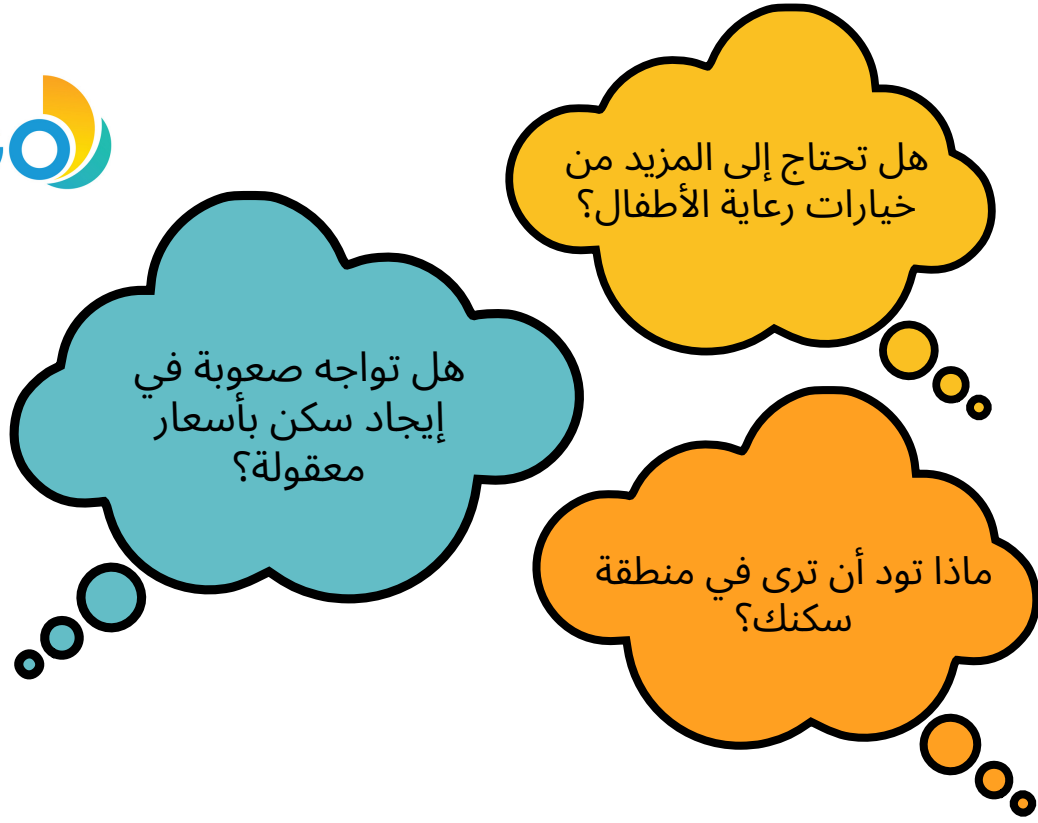 هل تحتاج إلى المزيد من
خيارات رعاية الأطفال؟
هل تواجه صعوبة في
إيجاد سكن بأسعار
معقولة؟
ماذا تود أن ترى في منطقة
سكنك؟